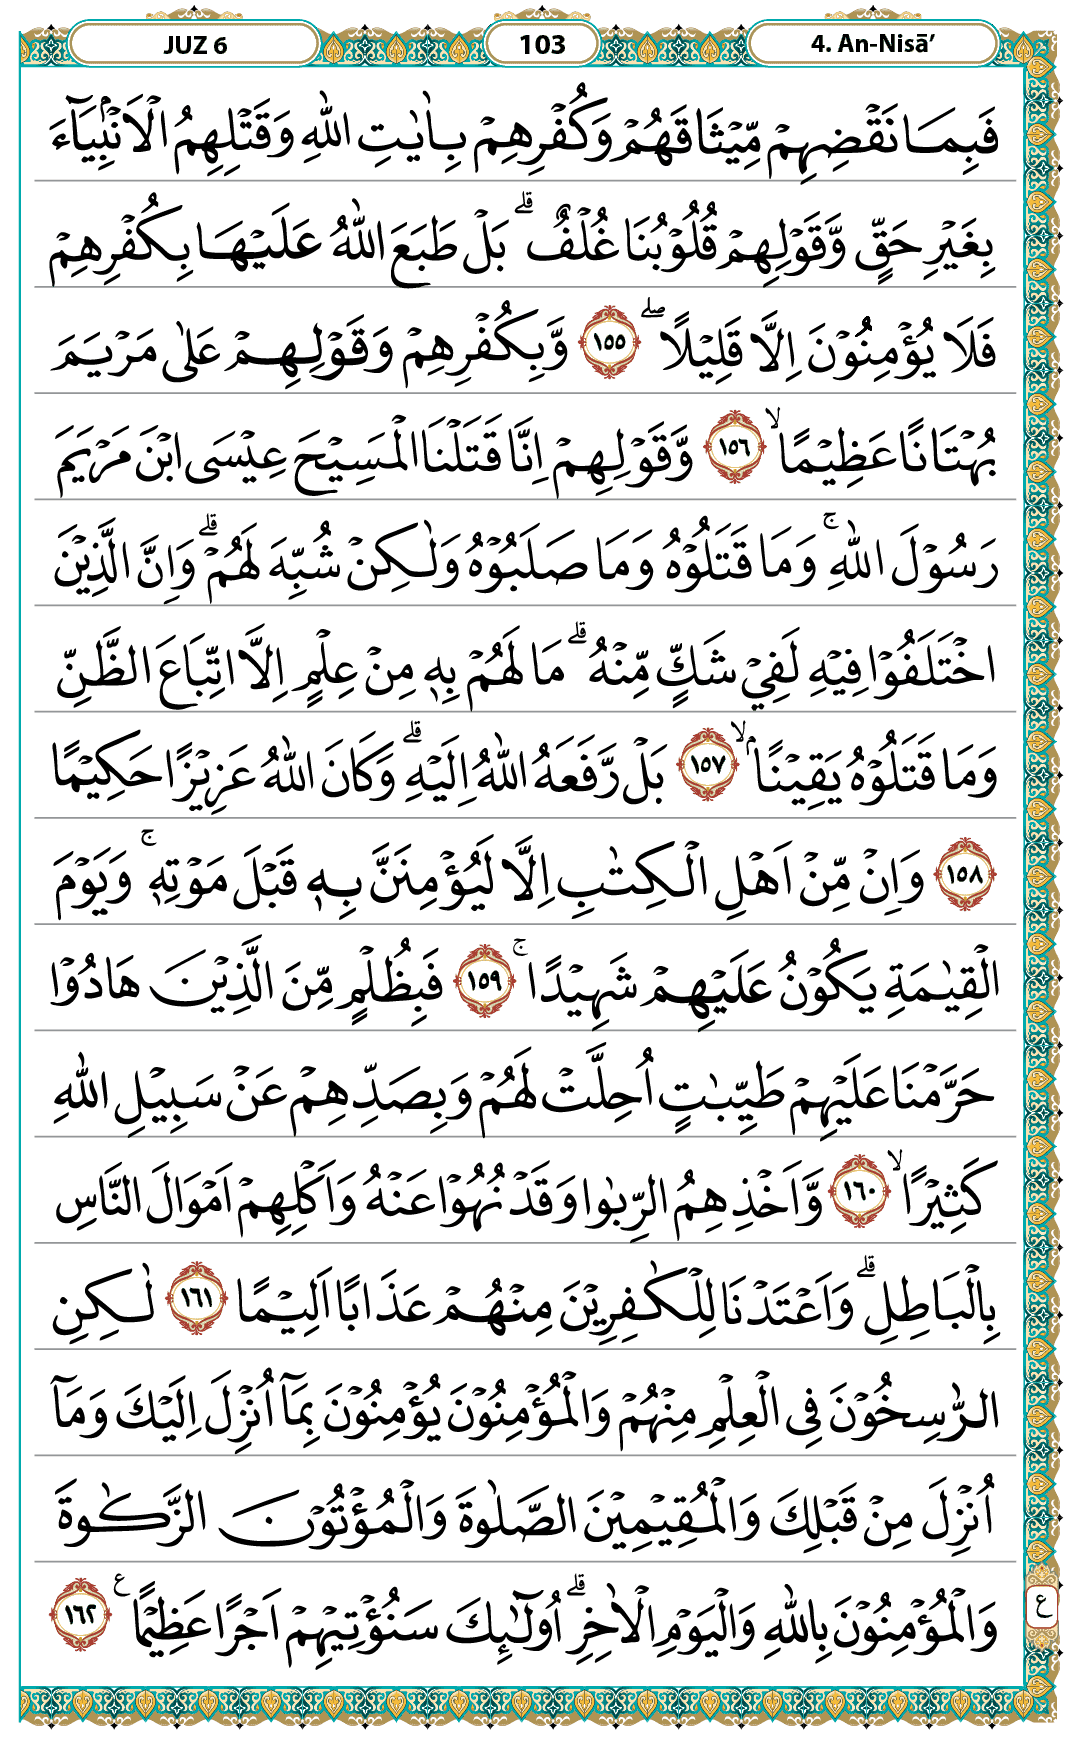 JUZ 6
103
4. An-Nisā’
فَبِمَا نَقْضِهِمْ مِّيْثَاقَهُمْ وَكُفْرِهِمْ بِاٰيٰتِ اللّٰهِ وَقَتْلِهِمُ الْاَنْۢبِيَاۤءَ
بِغَيْرِ حَقٍّ وَّقَوْلِهِمْ قُلُوْبُنَا غُلْفٌ ۗ بَلْ طَبَعَ اللّٰهُ عَلَيْهَا بِكُفْرِهِمْ
فَلَا يُؤْمِنُوْنَ اِلَّا قَلِيْلًا ۖ ١٥٥ وَّبِكُفْرِهِمْ وَقَوْلِهِمْ عَلٰى مَرْيَمَ
بُهْتَانًا عَظِيْمًا ۙ ١٥٦ وَّقَوْلِهِمْ اِنَّا قَتَلْنَا الْمَسِيْحَ عِيْسَى ابْنَ مَرْيَمَ
رَسُوْلَ اللّٰهِ ۚ وَمَا قَتَلُوْهُ وَمَا صَلَبُوْهُ وَلٰكِنْ شُبِّهَ لَهُمْ ۗ وَاِنَّ الَّذِيْنَ
اخْتَلَفُوْا فِيْهِ لَفِيْ شَكٍّ مِّنْهُ ۗ مَا لَهُمْ بِهٖ مِنْ عِلْمٍ اِلَّا اتِّبَاعَ الظَّنِّ
وَمَا قَتَلُوْهُ يَقِيْنًاۢ ۙ ١٥٧ بَلْ رَّفَعَهُ اللّٰهُ اِلَيْهِ ۗ وَكَانَ اللّٰهُ عَزِيْزًا حَكِيْمًا
١٥٨ وَاِنْ مِّنْ اَهْلِ الْكِتٰبِ اِلَّا لَيُؤْمِنَنَّ بِهٖ قَبْلَ مَوْتِهٖ ۚ وَيَوْمَ
الْقِيٰمَةِ يَكُوْنُ عَلَيْهِمْ شَهِيْدًا ۚ ١٥٩ فَبِظُلْمٍ مِّنَ الَّذِيْنَ هَادُوْا
حَرَّمْنَا عَلَيْهِمْ طَيِّبٰتٍ اُحِلَّتْ لَهُمْ وَبِصَدِّهِمْ عَنْ سَبِيْلِ اللّٰهِ
كَثِيْرًا ۙ ١٦٠ وَّاَخْذِهِمُ الرِّبٰوا وَقَدْ نُهُوْا عَنْهُ وَاَكْلِهِمْ اَمْوَالَ النَّاسِ
بِالْبَاطِلِ ۗ وَاَعْتَدْنَا لِلْكٰفِرِيْنَ مِنْهُمْ عَذَابًا اَلِيْمًا ١٦١ لٰكِنِ
الرّٰسِخُوْنَ فِى الْعِلْمِ مِنْهُمْ وَالْمُؤْمِنُوْنَ يُؤْمِنُوْنَ بِمَآ اُنْزِلَ اِلَيْكَ وَمَآ
اُنْزِلَ مِنْ قَبْلِكَ وَالْمُقِيْمِيْنَ الصَّلٰوةَ وَالْمُؤْتُوْنَ الزَّكٰوةَ
وَالْمُؤْمِنُوْنَ بِاللّٰهِ وَالْيَوْمِ الْاٰخِرِ ۗ اُولٰۤىِٕكَ سَنُؤْتِيْهِمْ اَجْرًا عَظِيْمًا ࣖ ١٦٢
ع